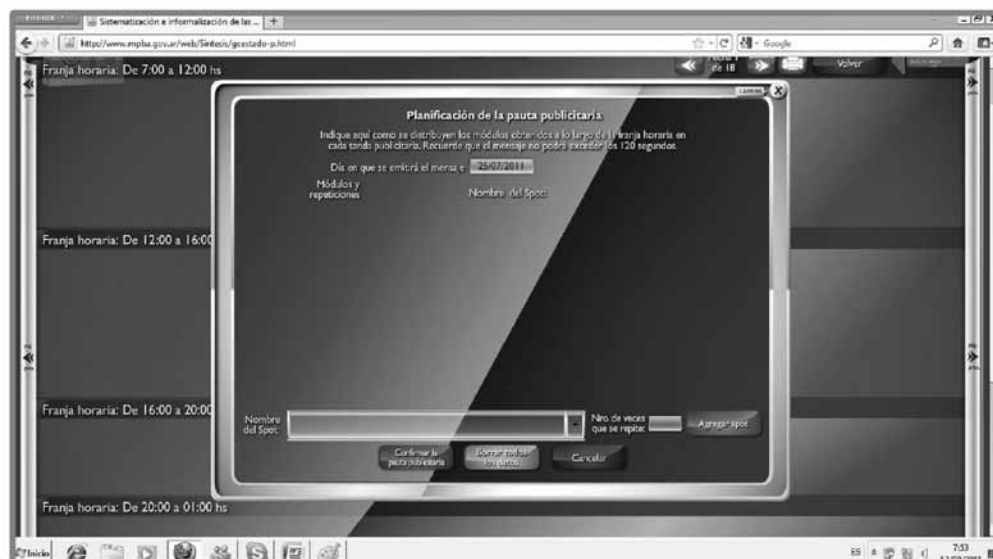 Sistematización e informalización de las ...
http://www.mpba.gov.ar/web/Sintesis/gcestado-p.html
Google
Franja horaria: De 7:00 a 12:00 hs
de 18
Volver
Planificación de la pauta publicitaria
Indique aquí como se distribuyen los módulos obtenidos a lo largo de la franja horaria en
cada tanda publicitaria. Recuerde que el mensaje no podrá exceder los 120 segundos.
Día en que se emitirá el mensaje 25/07/2011
Módulos y
repeticiones
Nombre del Spot:
Franja horaria: De 12:00 a 16:00
Franja horaria: De 16:00 a 20:00
Nombre
del Spot:
Nro. de veces
que se repite:
Agregar spot
Confirmar la
pauta publicitaria
Borrar todos
los datos
Cancelar
Franja horaria: De 20:00 a 01:00 hs
Inicio
ES
7:53